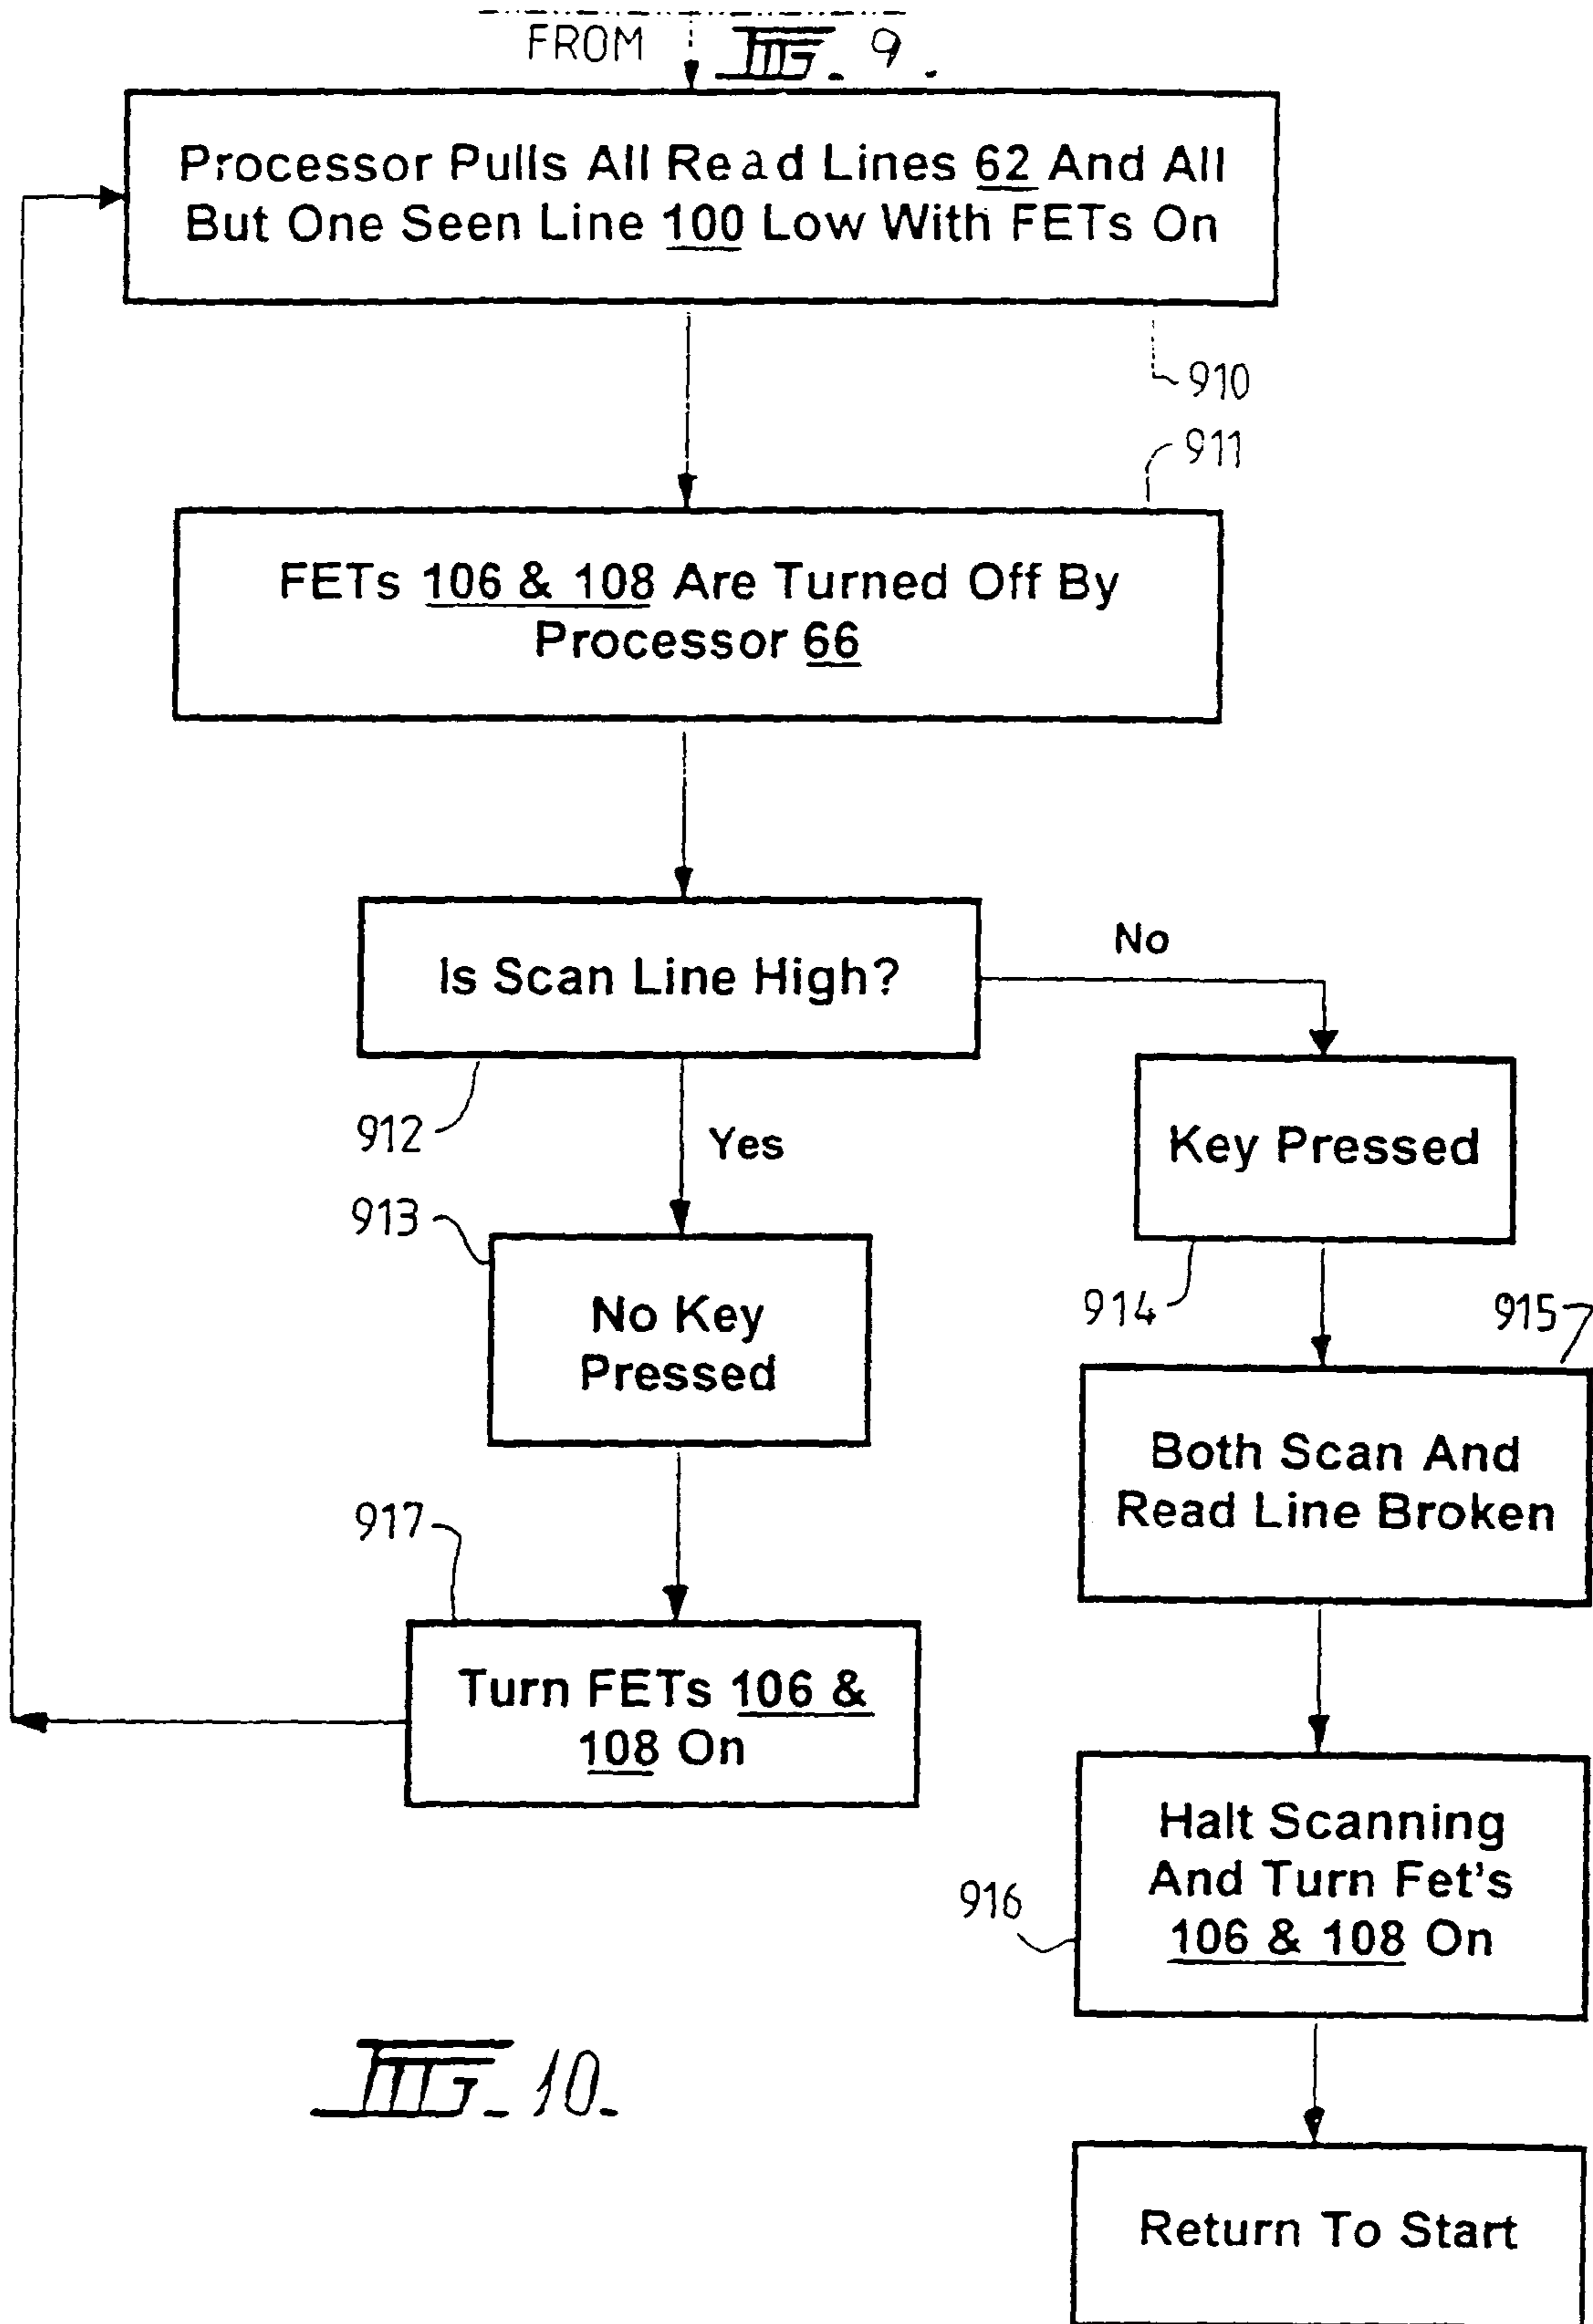 FROM FIG. 9.
Processor Pulls All Read Lines 62 And All
But One Seen Line 100 Low With FETs On
910
911
FETs 106 & 108 Are Turned Off By
Processor 66
Is Scan Line High?
No
912
Yes
Key Pressed
913
914
915
No Key
Pressed
Both Scan And
Read Line Broken
917
Turn FETs 106 &
108 On
Halt Scanning
And Turn Fet's
106 & 108 On
916
FIG. 10.
Return To Start